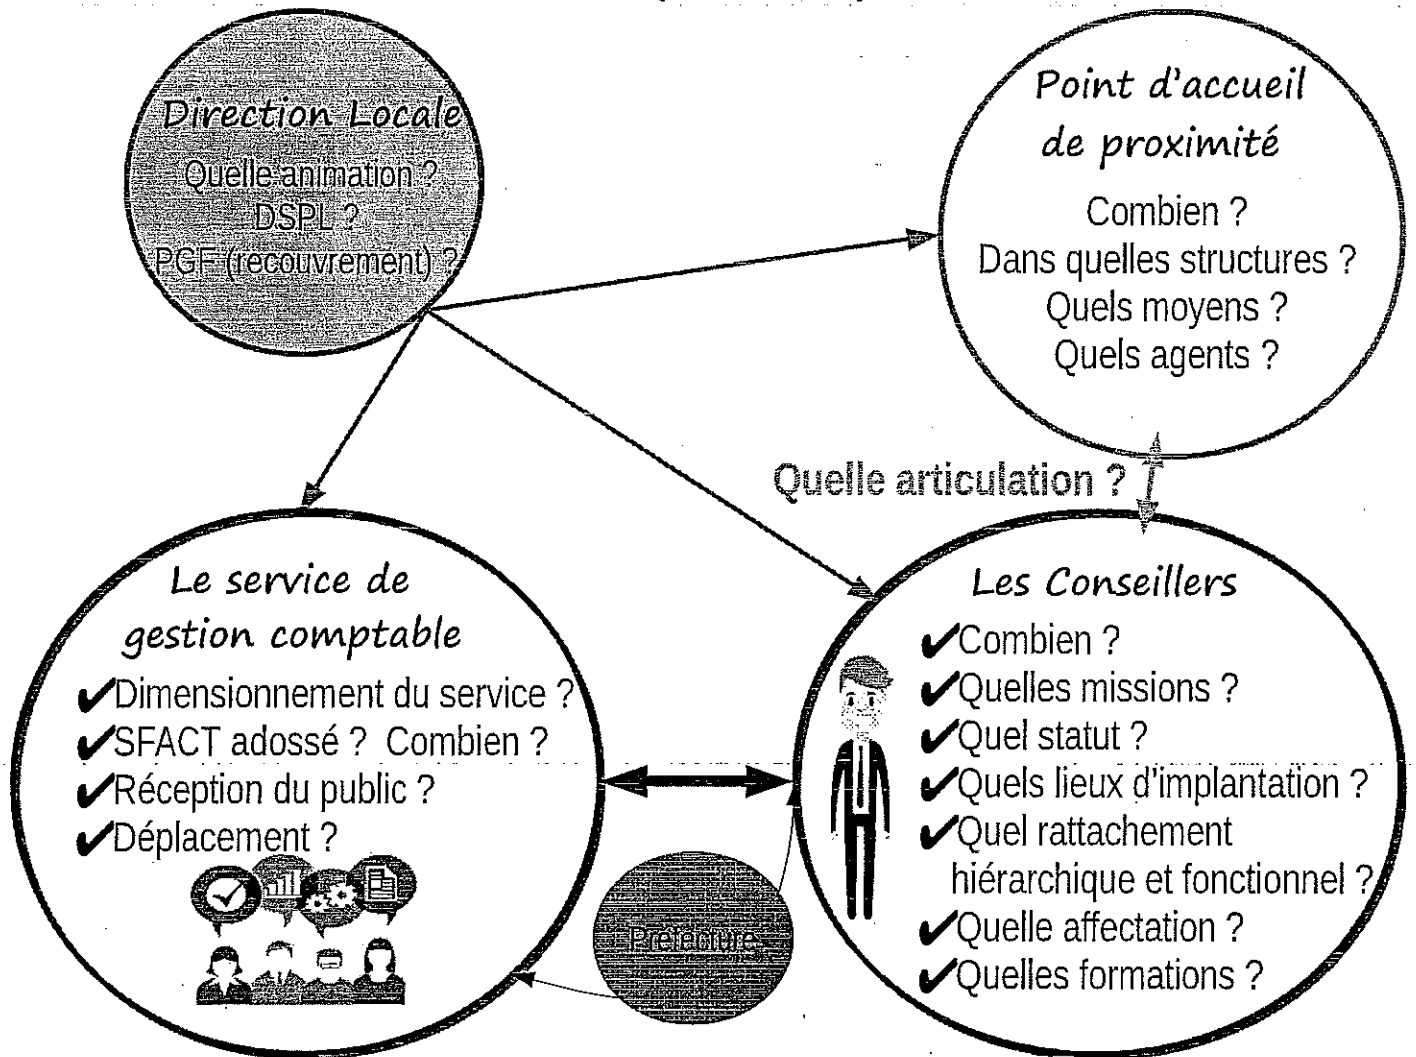 Direction Locale
Quelle animation ?
DSPL ?
PGF (recouvrement) ?
Point d'accueil
de proximité
Combien ?
Dans quelles structures ?
Quels moyens ?
Quels agents ?
Quelle articulation ?
Le service de
gestion comptable
✔Dimensionnement du service ?
✔SFACT adossé ? Combien ?
✔Réception du public ?
✔Déplacement ?
Les Conseillers
✔Combien ?
✔Quelles missions ?
✔Quel statut ?
✔Quels lieux d'implantation ?
✔Quel rattachement
hiérarchique et fonctionnel ?
✔Quelle affectation ?
✔Quelles formations ?
Préfecture